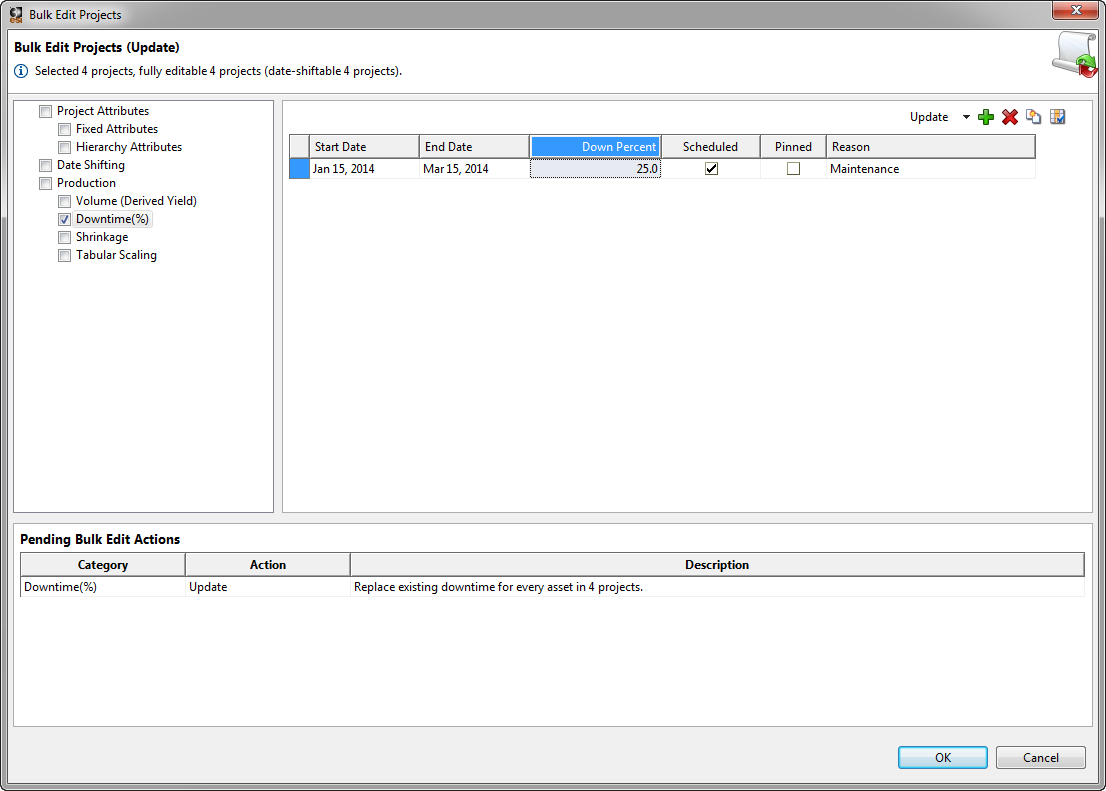 Bulk Edit Projects
Bulk Edit Projects (Update)
Selected 4 projects, fully editable 4 projects (date-shiftable 4 projects).
Project Attributes
Fixed Attributes
Hierarchy Attributes
Date Shifting
Production
Volume (Derived Yield)
Downtime(%)
Shrinkage
Tabular Scaling
Update
Start Date End Date Down Percent Scheduled Pinned Reason
Jan 15, 2014 Mar 15, 2014 25.0 Maintenance
Pending Bulk Edit Actions
Category Action Description
Downtime(%) Update Replace existing downtime for every asset in 4 projects.
OK Cancel